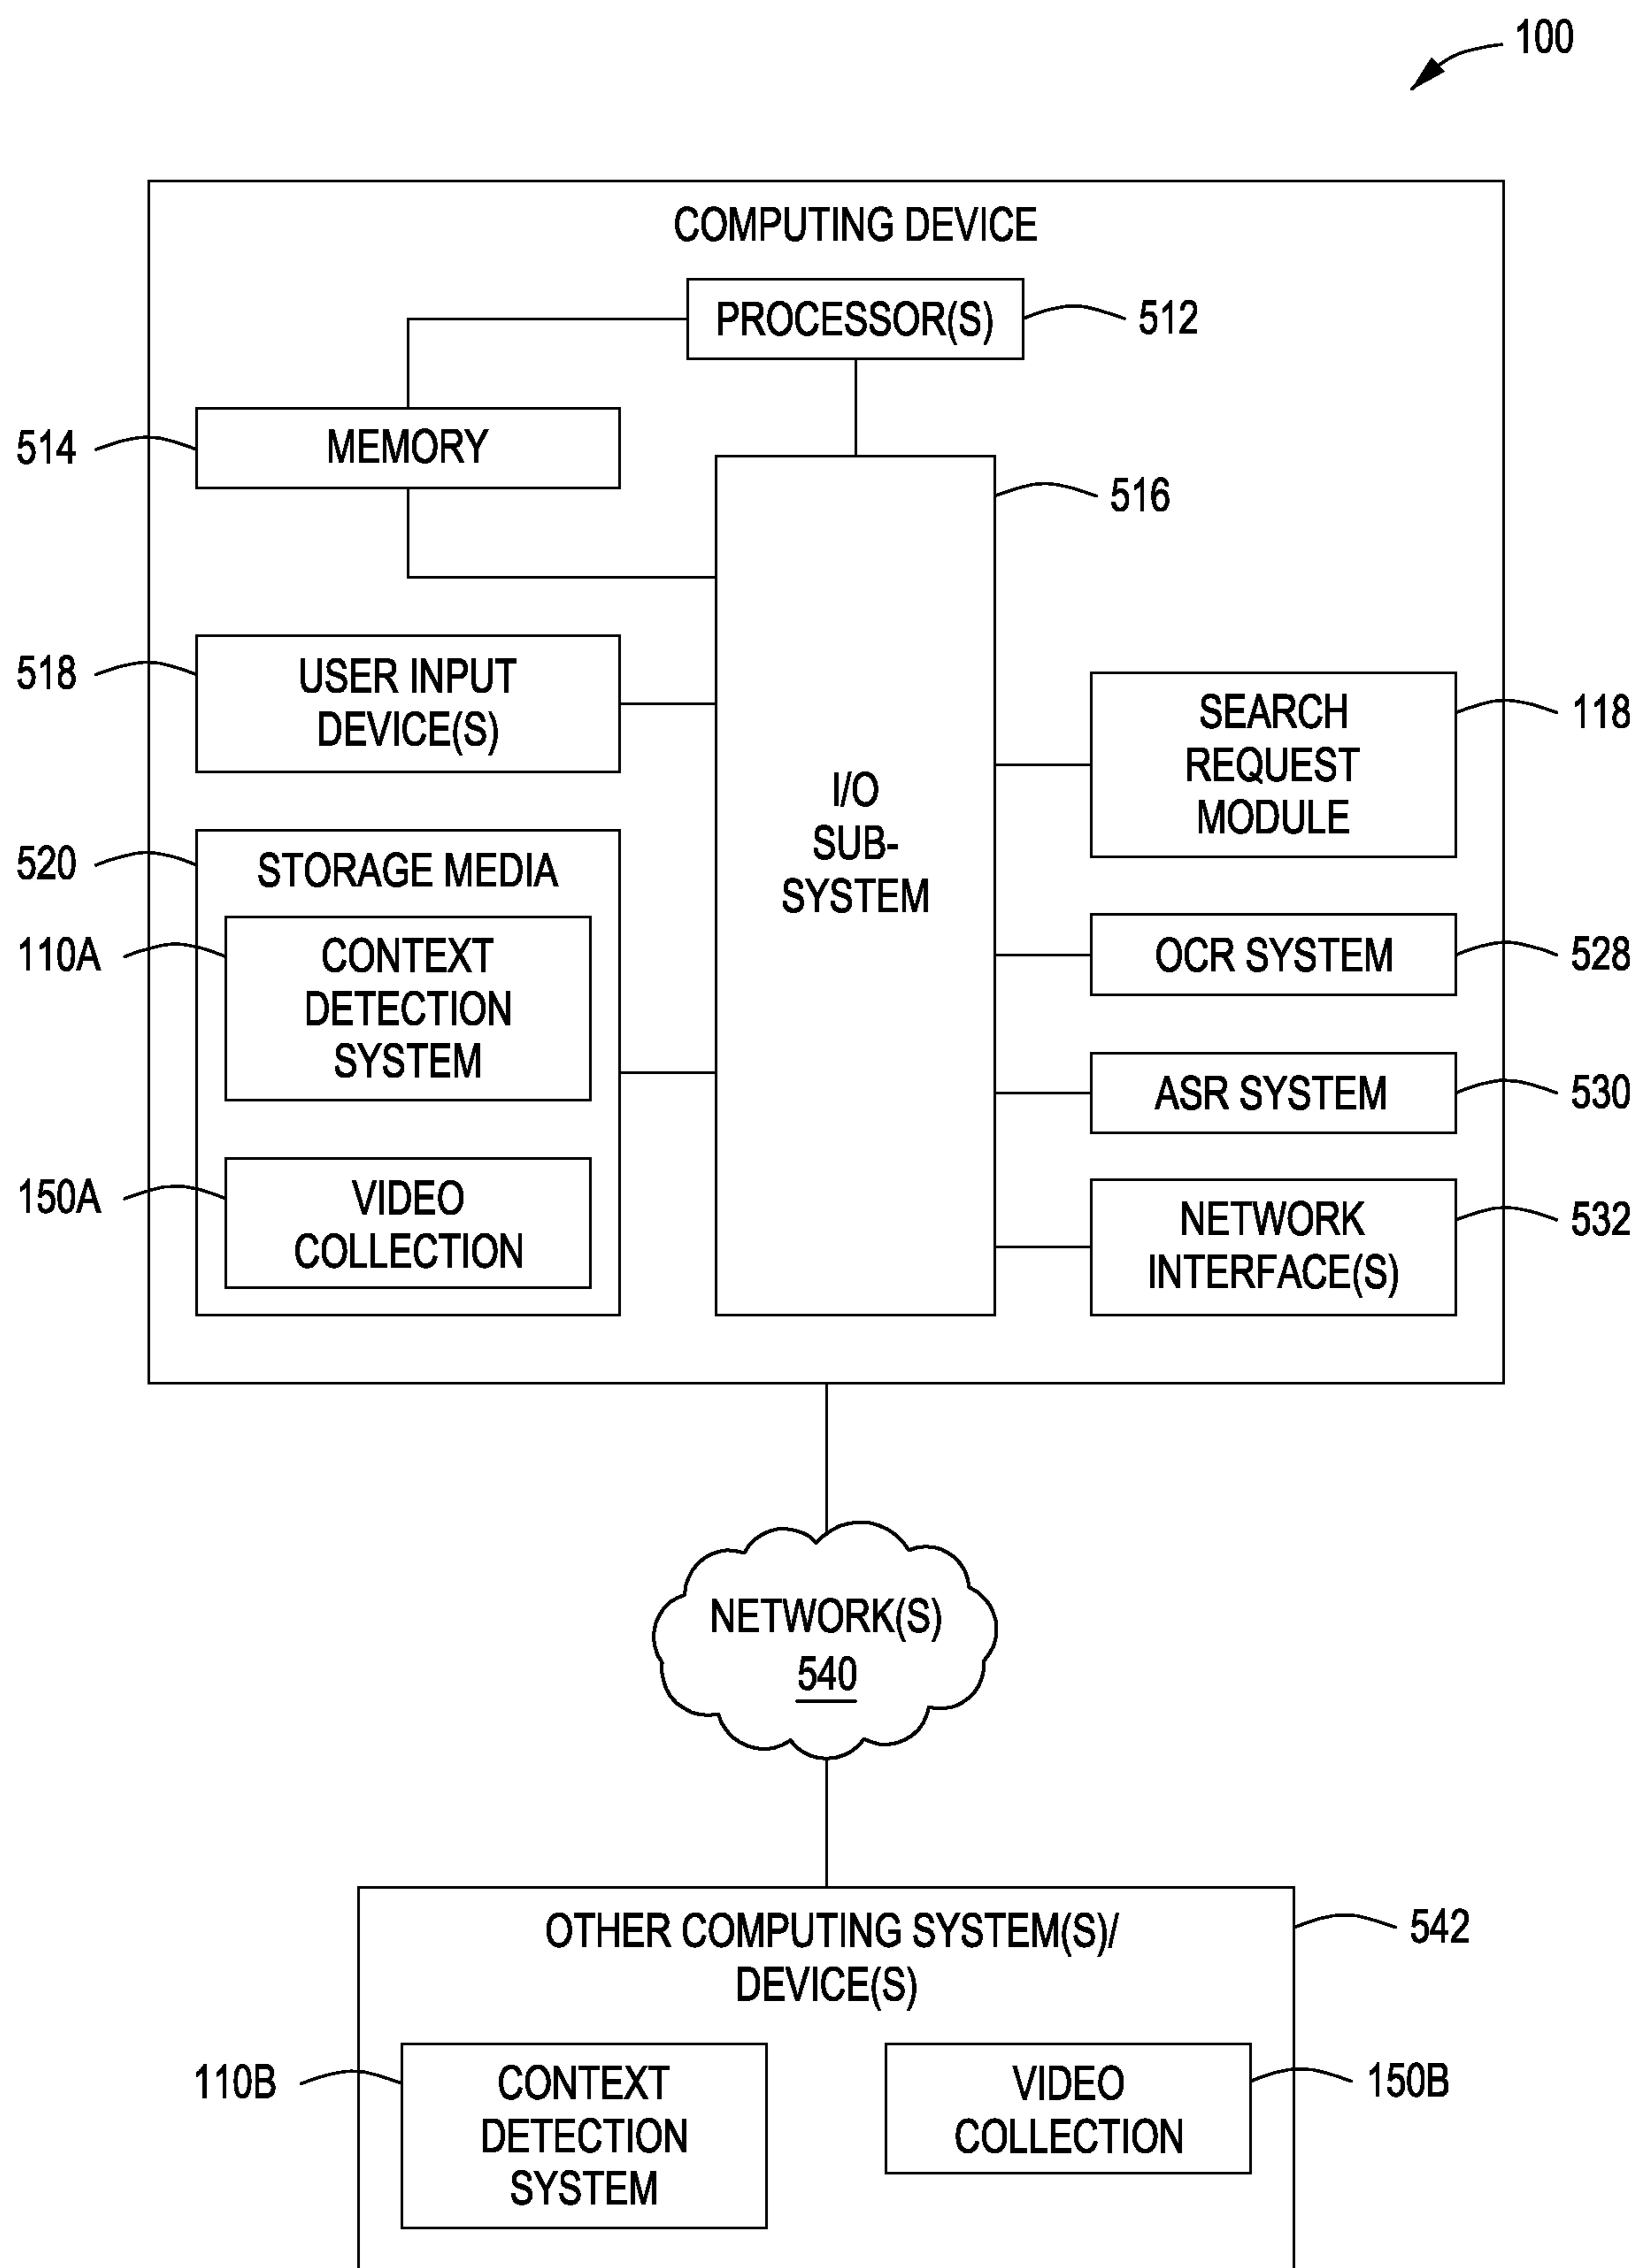 100
COMPUTING DEVICE
PROCESSOR(S)
512
514
MEMORY
516
518
USER INPUT
DEVICE(S)
I/O
SUB-
SYSTEM
SEARCH
REQUEST
MODULE
118
520
STORAGE MEDIA
110A
CONTEXT
DETECTION
SYSTEM
OCR SYSTEM
528
ASR SYSTEM
530
150A
VIDEO
COLLECTION
NETWORK
INTERFACE(S)
532
NETWORK(S)
540
OTHER COMPUTING SYSTEM(S)/
DEVICE(S)
542
110B
CONTEXT
DETECTION
SYSTEM
VIDEO
COLLECTION
150B